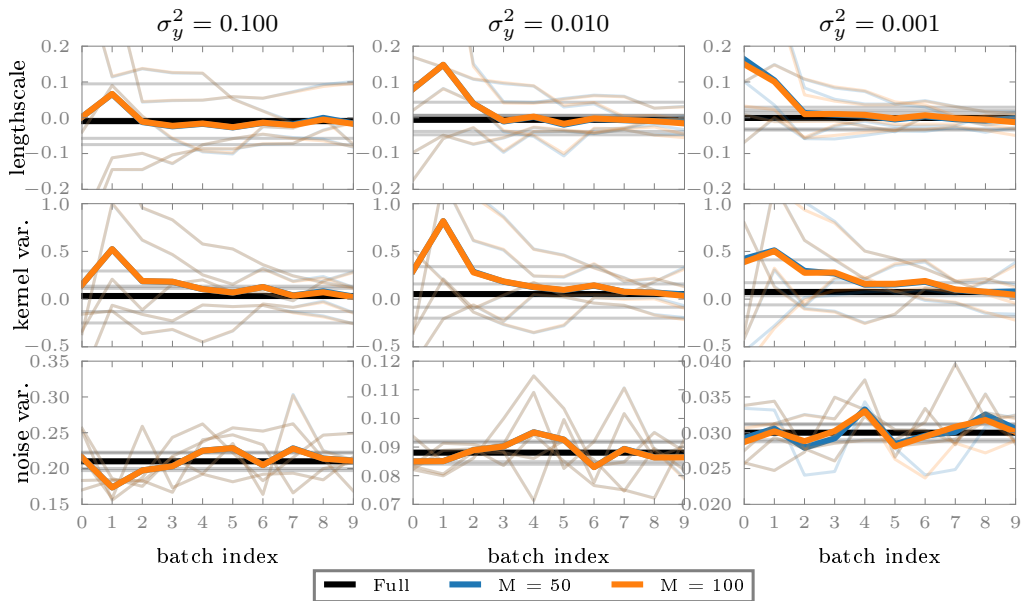 σ_y^2 = 0.100 σ_y^2 = 0.010 σ_y^2 = 0.001
lengthscale
0.2 0.2 0.2
0.1 0.1 0.1
0.0 0.0 0.0
−0.1 −0.1 −0.1
−0.2 −0.2 −0.2
kernel var.
1.0 1.0 1.0
0.5 0.5 0.5
0.0 0.0 0.0
−0.5 −0.5 −0.5
noise var.
0.35 0.12 0.040
0.30 0.11 0.035
0.25 0.10 0.030
0.20 0.09 0.025
0.15 0.08 0.020
0.07
0 1 2 3 4 5 6 7 8 9 0 1 2 3 4 5 6 7 8 9 0 1 2 3 4 5 6 7 8 9
batch index batch index batch index
Full M = 50 M = 100